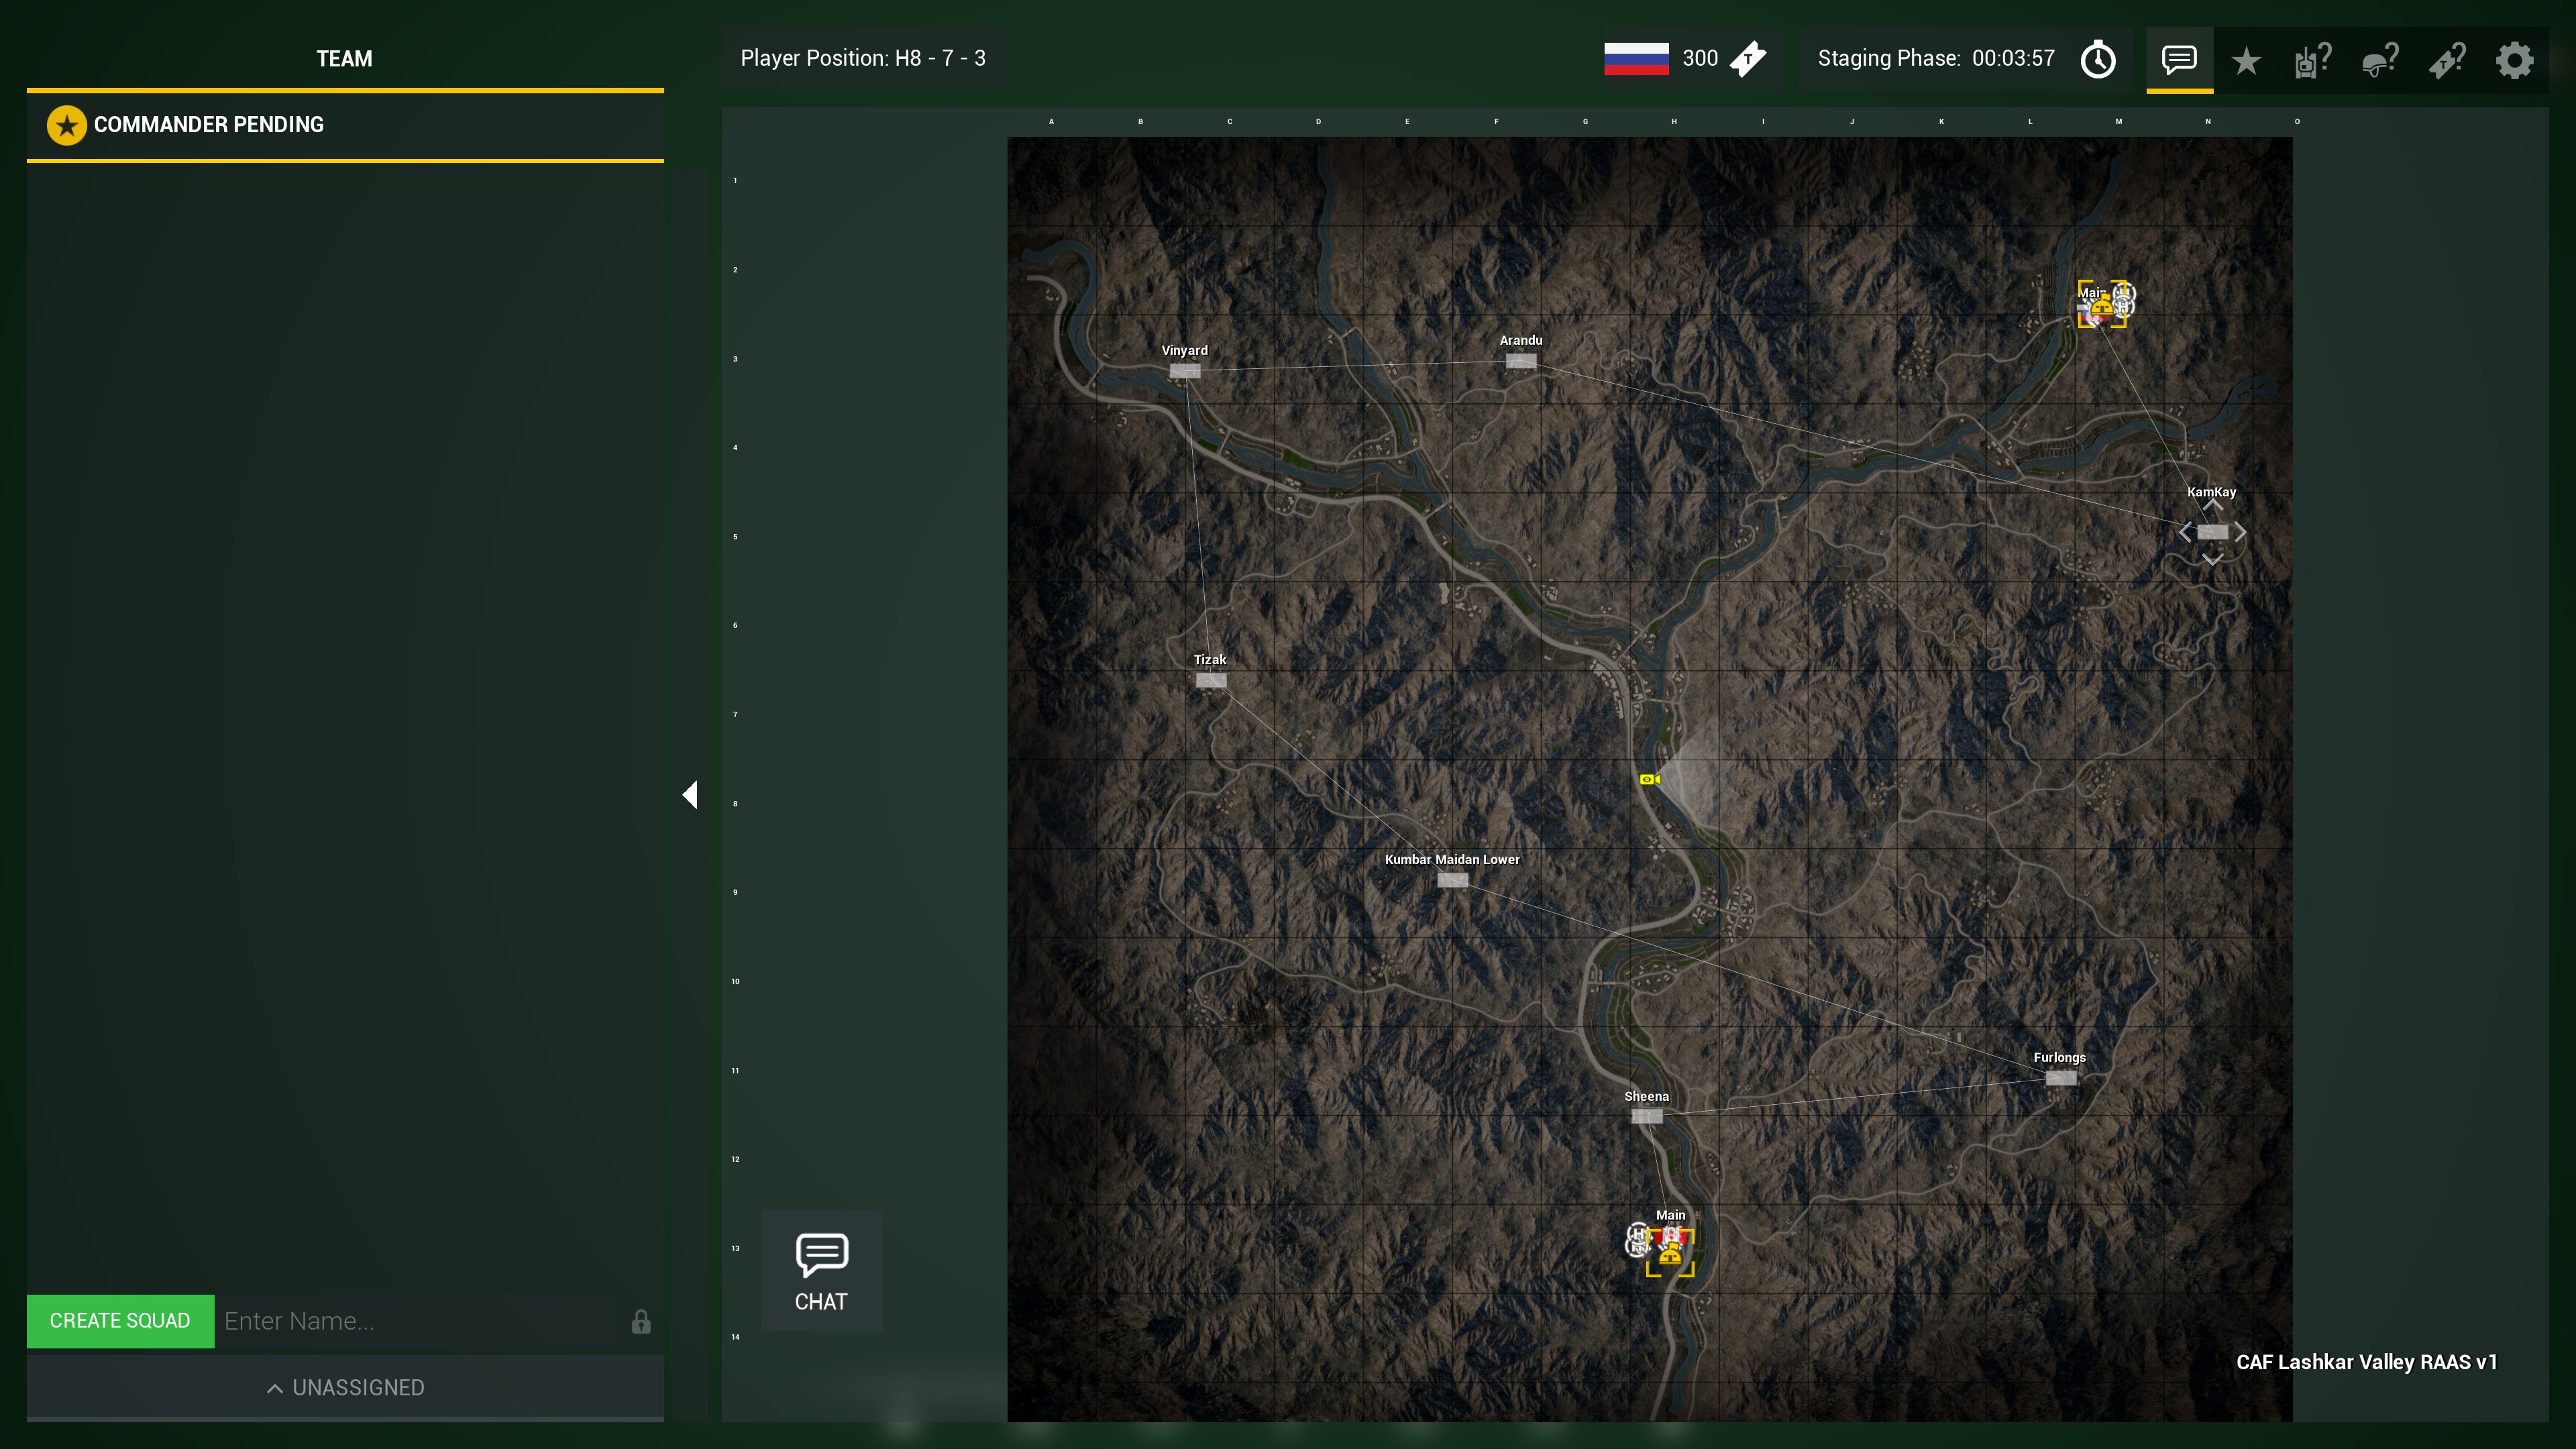 TEAM
Player Position: H8 - 7 - 3
300
Staging Phase: 00:03:57
COMMANDER PENDING
A B C D E F G H I J K L M N O
1
2
Main
3
Arandu
Vinyard
4
KamKay
5
6
Tizak
7
8
Kumbar Maidan Lower
9
10
Furlongs
11
Sheena
12
Main
13
CHAT
CREATE SQUAD Enter Name...
14
CAF Lashkar Valley RAAS v1
UNASSIGNED